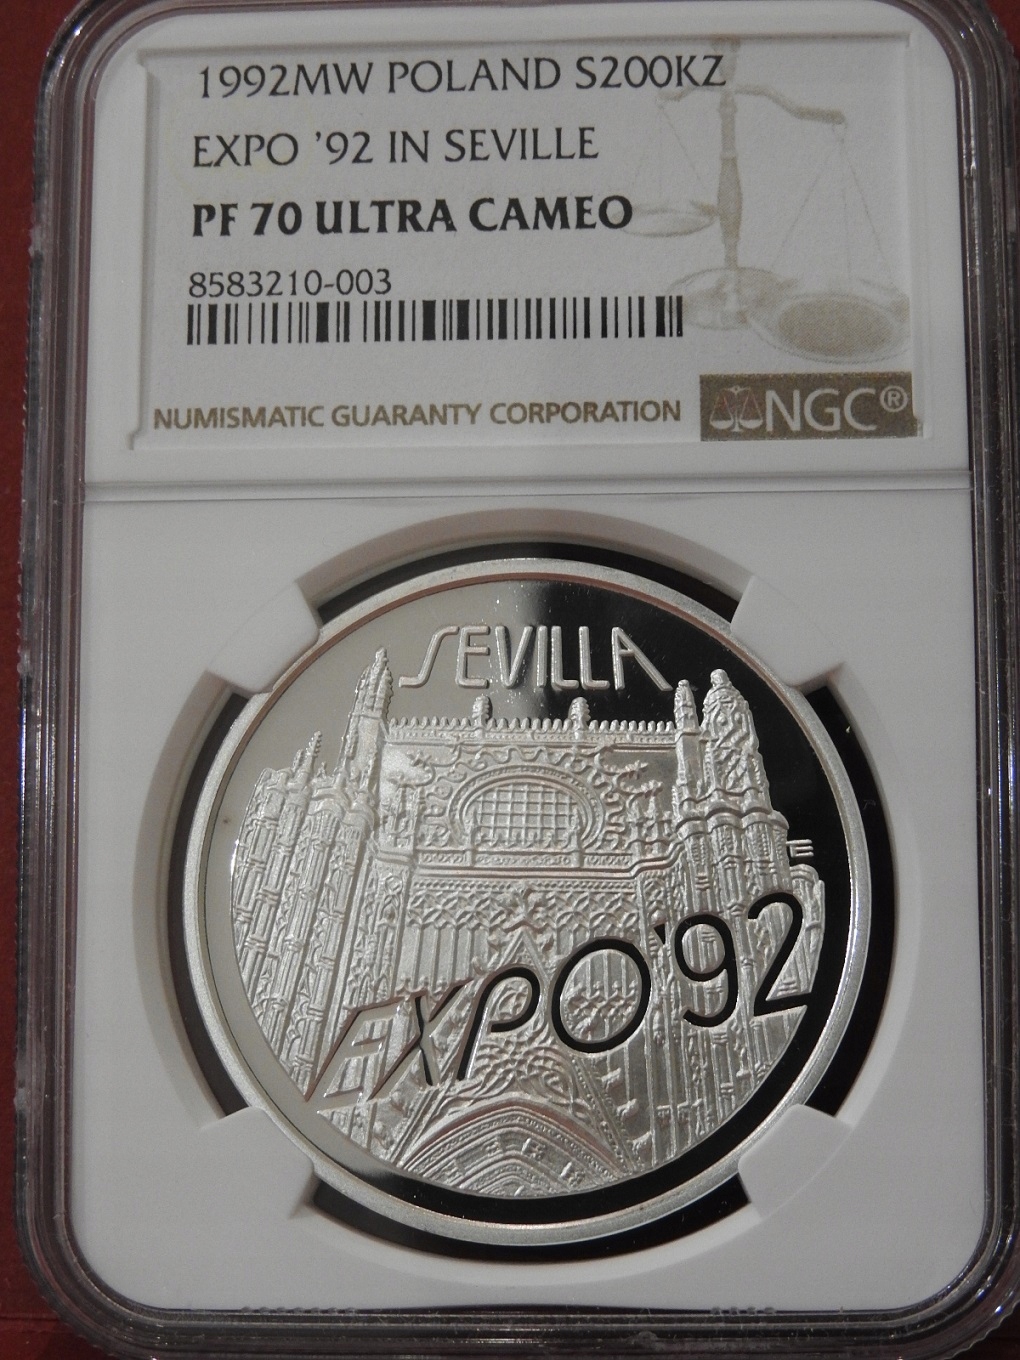 1992MW POLAND S200KZ
EXPO '92 IN SEVILLE
PF 70 ULTRA CAMEO
8583210-003
NUMISMATIC GUARANTY CORPORATION
NGC®
SEVILLA
E
EXPO'92